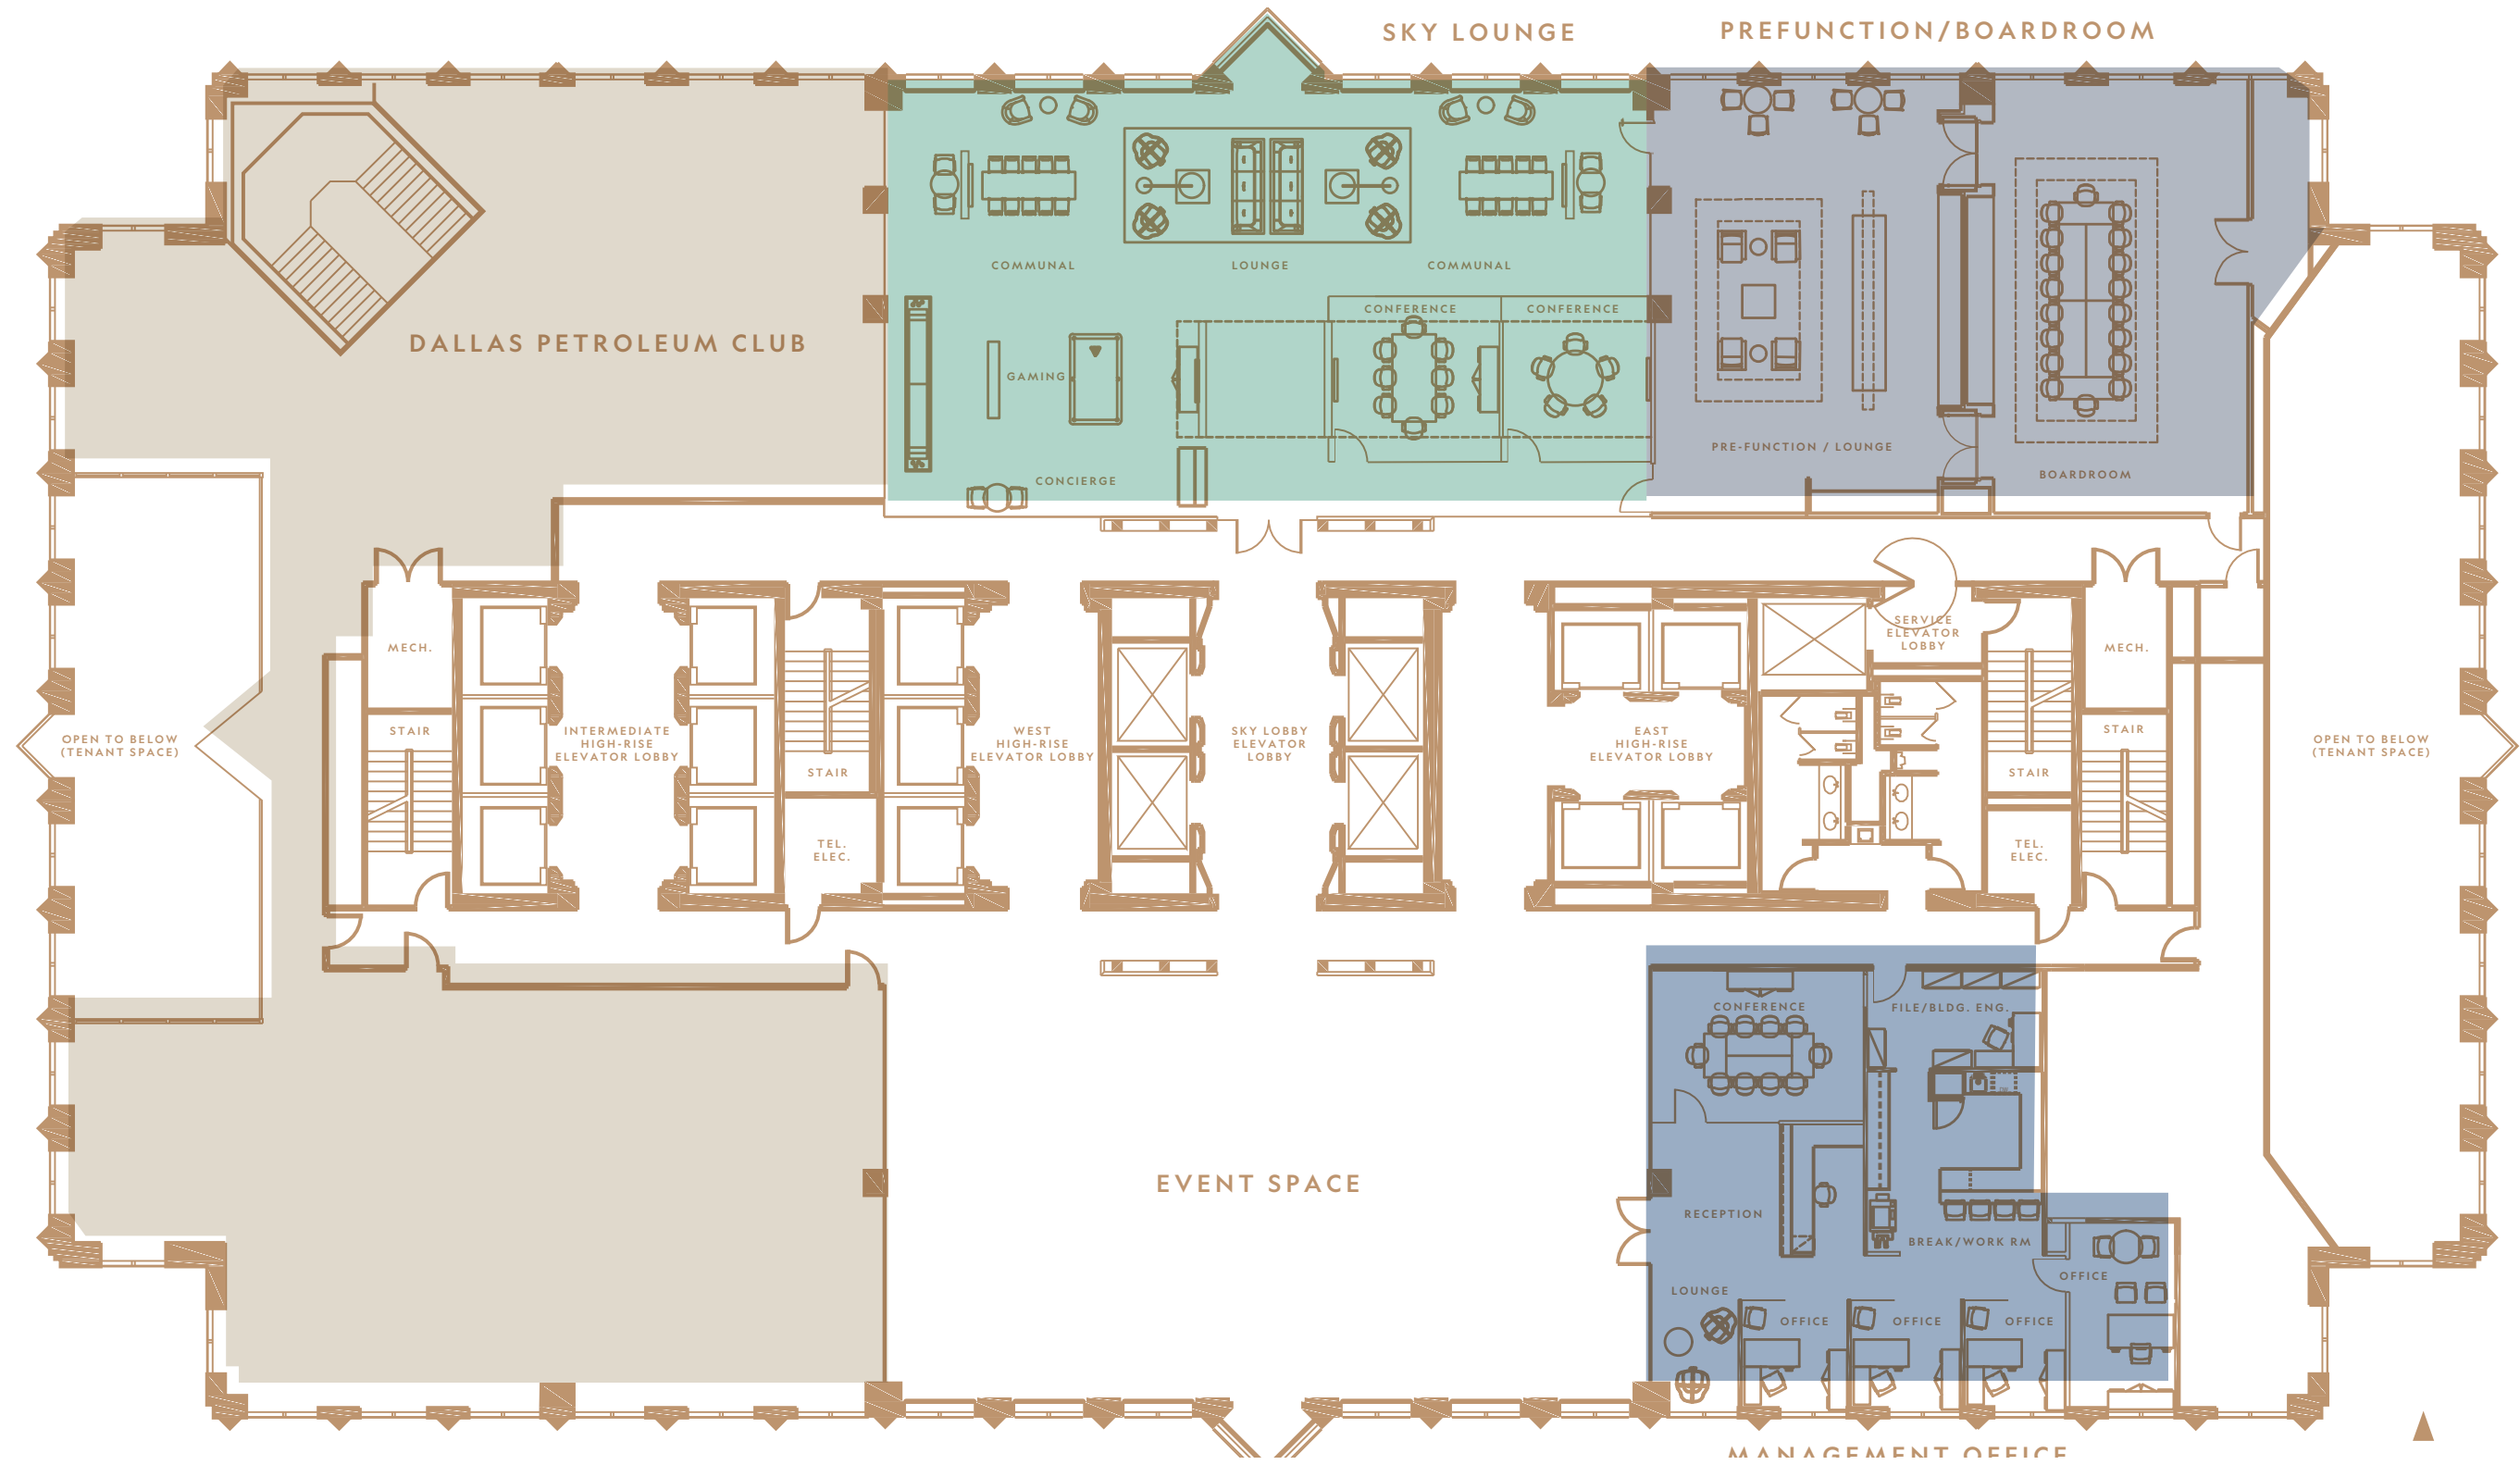 SKY LOUNGE
PREFUNCTION/BOARDROOM
COMMUNAL
LOUNGE
COMMUNAL
CONFERENCE
CONFERENCE
DALLAS PETROLEUM CLUB
GAMING
PRE-FUNCTION / LOUNGE
BOARDROOM
CONCIERGE
MECH.
SERVICE
ELEVATOR
LOBBY
MECH.
STAIR
INTERMEDIATE
HIGH-RISE
ELEVATOR LOBBY
WEST
HIGH-RISE
ELEVATOR LOBBY
SKY LOBBY
ELEVATOR
LOBBY
EAST
HIGH-RISE
ELEVATOR LOBBY
STAIR
OPEN TO BELOW
(TENANT SPACE)
OPEN TO BELOW
(TENANT SPACE)
STAIR
STAIR
TEL.
ELEC.
TEL.
ELEC.
CONFERENCE
FILE/BLDG. ENG.
EVENT SPACE
RECEPTION
BREAK/WORK RM
OFFICE
LOUNGE
OFFICE
OFFICE
OFFICE
MANAGEMENT OFFICE